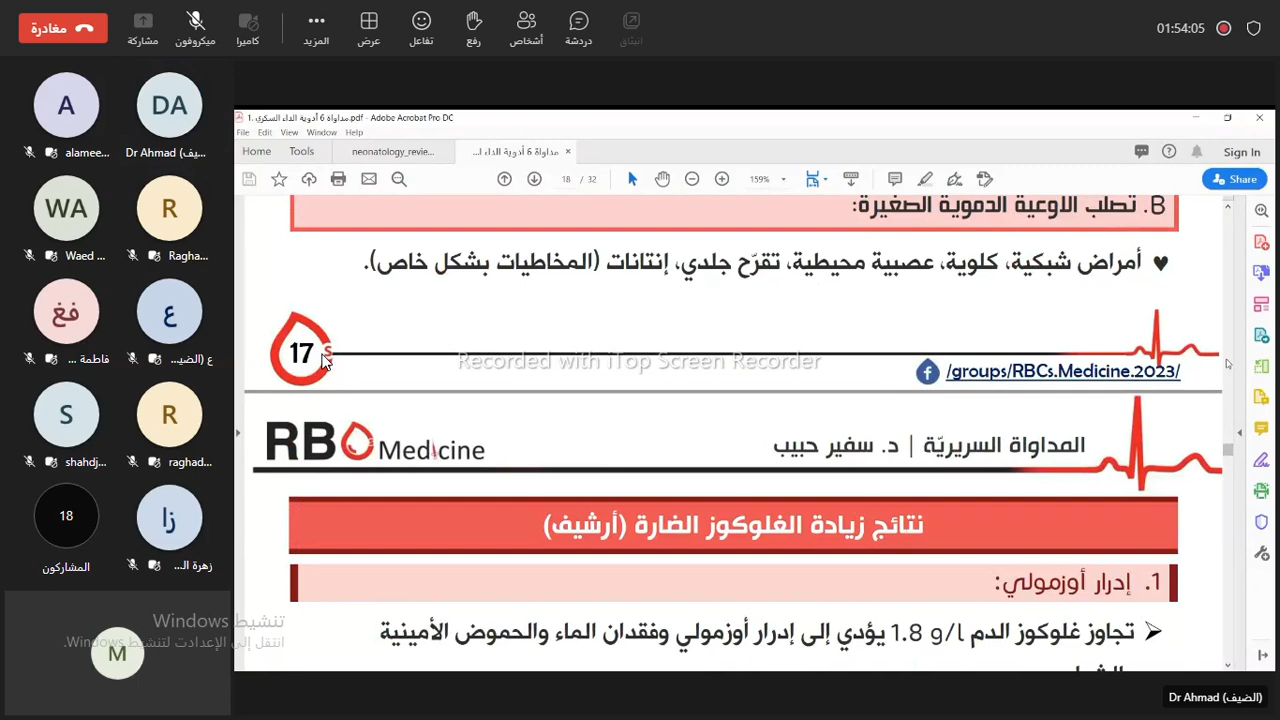 مغادرة
مشاركة
ميكروفون
كاميرا
المزيد
عرض
تفاعل
رفع
أشخاص
دردشة
انبثاق
01:54:05
A
alamee...
DA
Dr Ahmad (الضيف...
WA
Waed ...
R
Ragha...
فغ
فاطمة ...
ع
ع (الضيـ...
S
shahdj...
R
raghad...
18
المشاركون
زا
زهرة الـ...
M
تنشيط Windows
انتقل إلى الإعدادت لتنشيط Windows.
1. مداواة 6 أدوية الداء السكري.pdf - Adobe Acrobat Pro DC
File Edit View Window Help
Home Tools neonatology_revie... مداواة 6 أدوية الداء ا... ×
Sign In
18 / 32
159%
Share
B. تصلب الأوعية الدموية الصغيرة:
♥ أمراض شبكية، كلوية، عصبية محيطية، تقرّح جلدي، إنتانات (المخاطيات بشكل خاص).
17
Recorded with iTop Screen Recorder
/groups/RBCs.Medicine.2023/
RB Medicine
المداواة السريريّة | د. سفير حبيب
نتائج زيادة الغلوكوز الضارة (أرشيف)
1. إدرار أوزمولي:
➢ تجاوز غلوكوز الدم 1.8 g/l يؤدي إلى إدرار أوزمولي وفقدان الماء والحموض الأمينية
Dr Ahmad (الضيف)